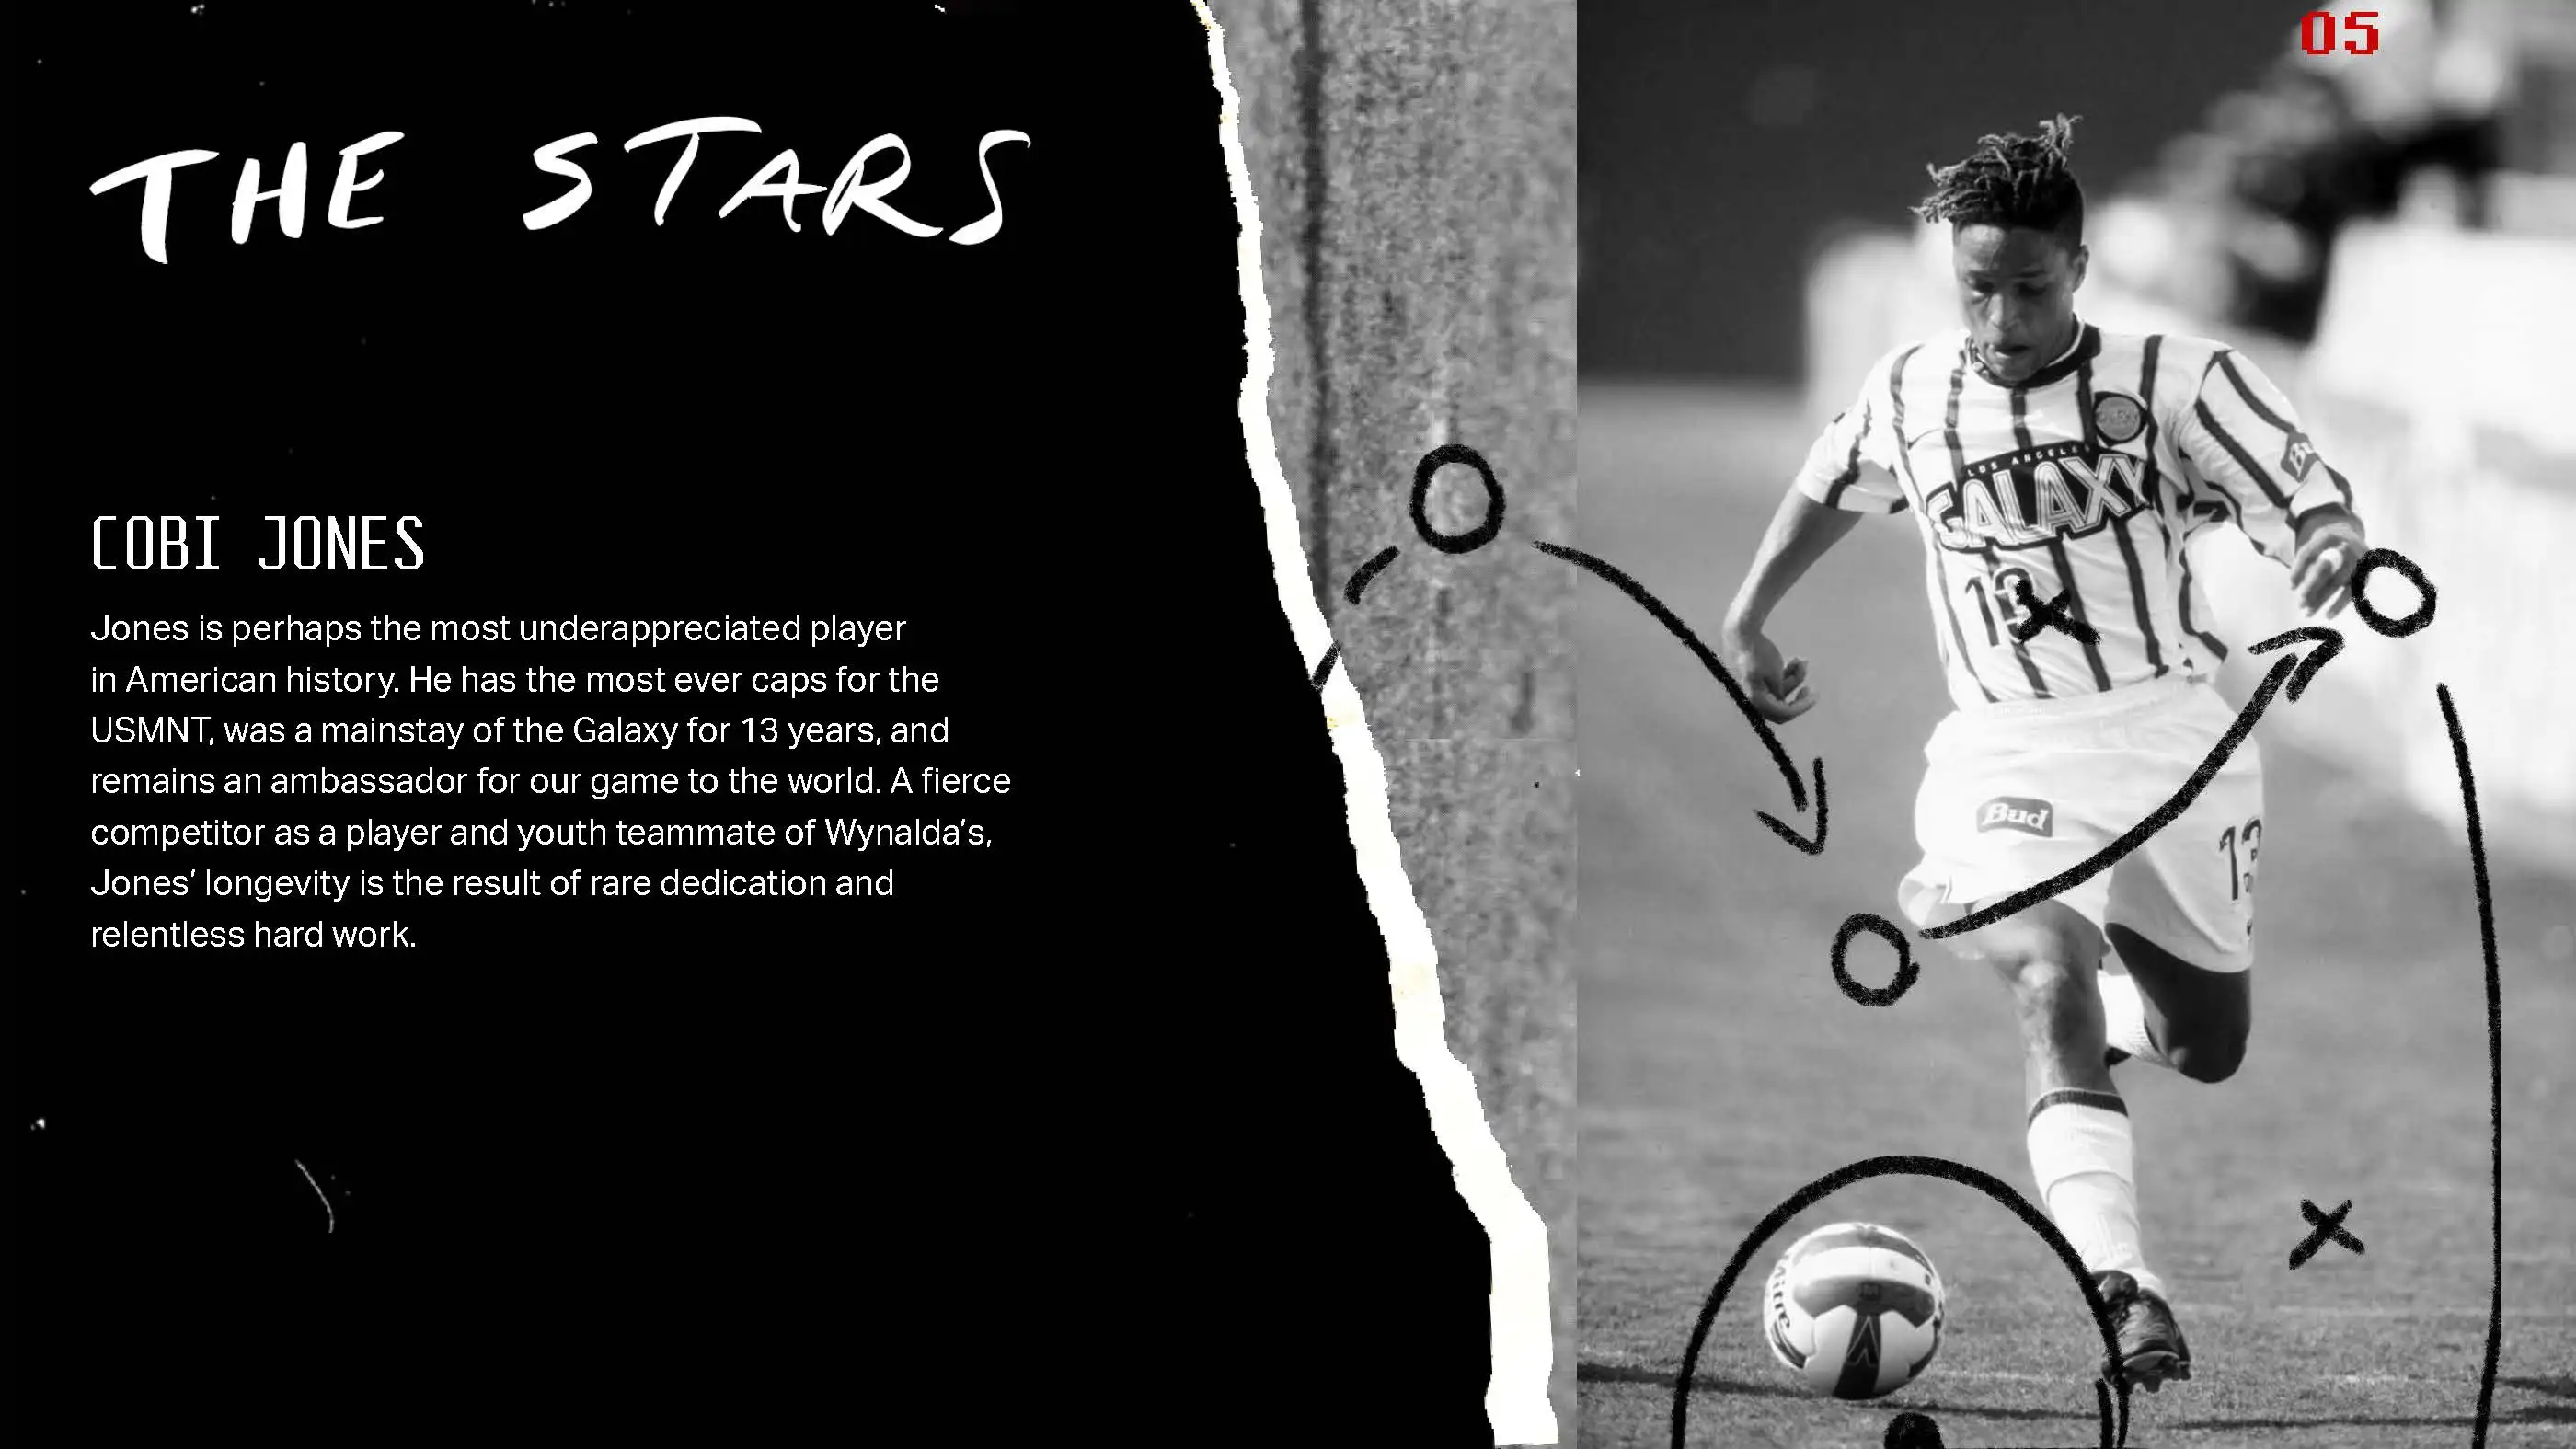 05
THE STARS
COBI JONES
Jones is perhaps the most underappreciated player
in American history. He has the most ever caps for the
USMNT, was a mainstay of the Galaxy for 13 years, and
remains an ambassador for our game to the world. A fierce
competitor as a player and youth teammate of Wynalda’s,
Jones’ longevity is the result of rare dedication and
relentless hard work.
LOS ANGELES
GALAXY
13
Bud
13
Mitre